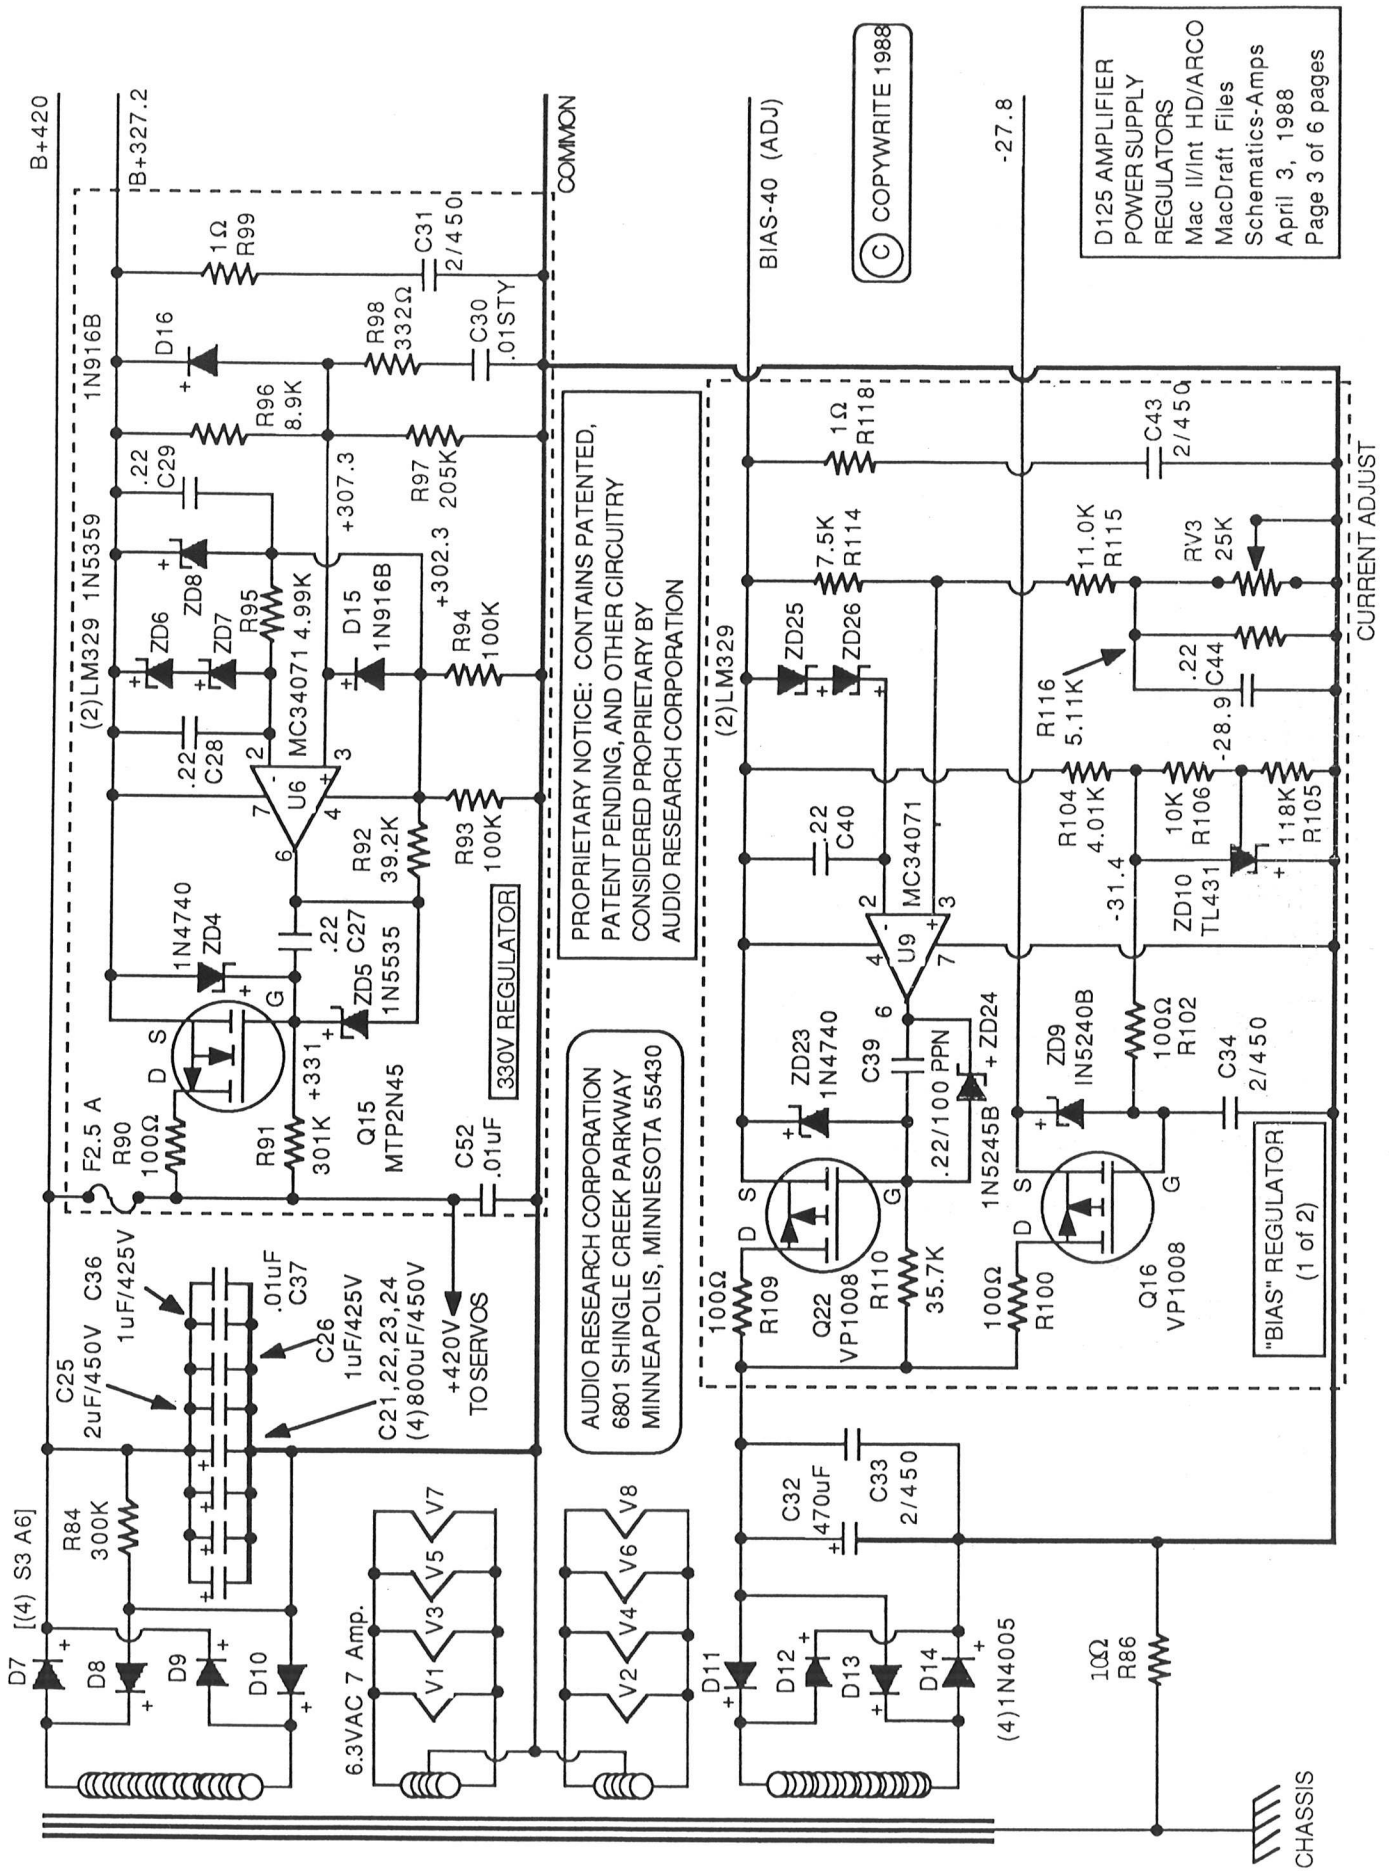 B+420
B+327.2
COMMON
[(4) S3 A6]
D7
D8
D9
D10
R84
300K
C25
2uF/450V
C36
1uF/425V
.01uF
C37
C26
1uF/425V
C21,22,23,24
(4)800uF/450V
+420V
TO SERVOS
F2.5 A
R90
100Ω
D
S
G
R91
301K
+331
Q15
MTP2N45
C52
.01uF
1N4740
ZD4
.22
C27
ZD5
1N5535
330V REGULATOR
(2)LM329
1N5359
.22
C28
ZD6
ZD7
ZD8
R95
4.99K
MC34071
U6
2
3
4
6
7
D15
1N916B
R92
39.2K
R93
100K
R94
100K
+302.3
+307.3
.22
C29
1N916B
D16
R96
8.9K
R97
205K
R98
332Ω
C30
.01STY
1Ω
R99
C31
2/450
6.3VAC 7 Amp.
V1
V3
V5
V7
V2
V4
V6
V8
AUDIO RESEARCH CORPORATION
6801 SHINGLE CREEK PARKWAY
MINNEAPOLIS, MINNESOTA 55430
PROPRIETARY NOTICE: CONTAINS PATENTED,
PATENT PENDING, AND OTHER CIRCUITRY
CONSIDERED PROPRIETARY BY
AUDIO RESEARCH CORPORATION
D11
D12
D13
D14
(4)1N4005
C32
470uF
C33
2/450
10Ω
R86
CHASSIS
100Ω
R109
D
S
G
Q22
VP1008
R110
35.7K
ZD23
1N4740
C39
.22/100 PPN
1N5245B
ZD24
100Ω
R100
D
S
G
Q16
VP1008
ZD9
IN5240B
100Ω
R102
C34
2/450
"BIAS" REGULATOR
(1 of 2)
(2)LM329
.22
C40
U9
MC34071
2
3
4
6
7
ZD25
ZD26
7.5K
R114
1Ω
R118
-31.4
ZD10
TL431
R104
4.01K
10K
R106
-28.9
118K
R105
R116
5.11K
.22
C44
11.0K
R115
RV3
25K
C43
2/450
CURRENT ADJUST
BIAS-40 (ADJ)
-27.8
C COPYWRITE 1988
D125 AMPLIFIER
POWER SUPPLY
REGULATORS
Mac II/Int HD/ARCO
MacDraft Files
Schematics-Amps
April 3, 1988
Page 3 of 6 pages